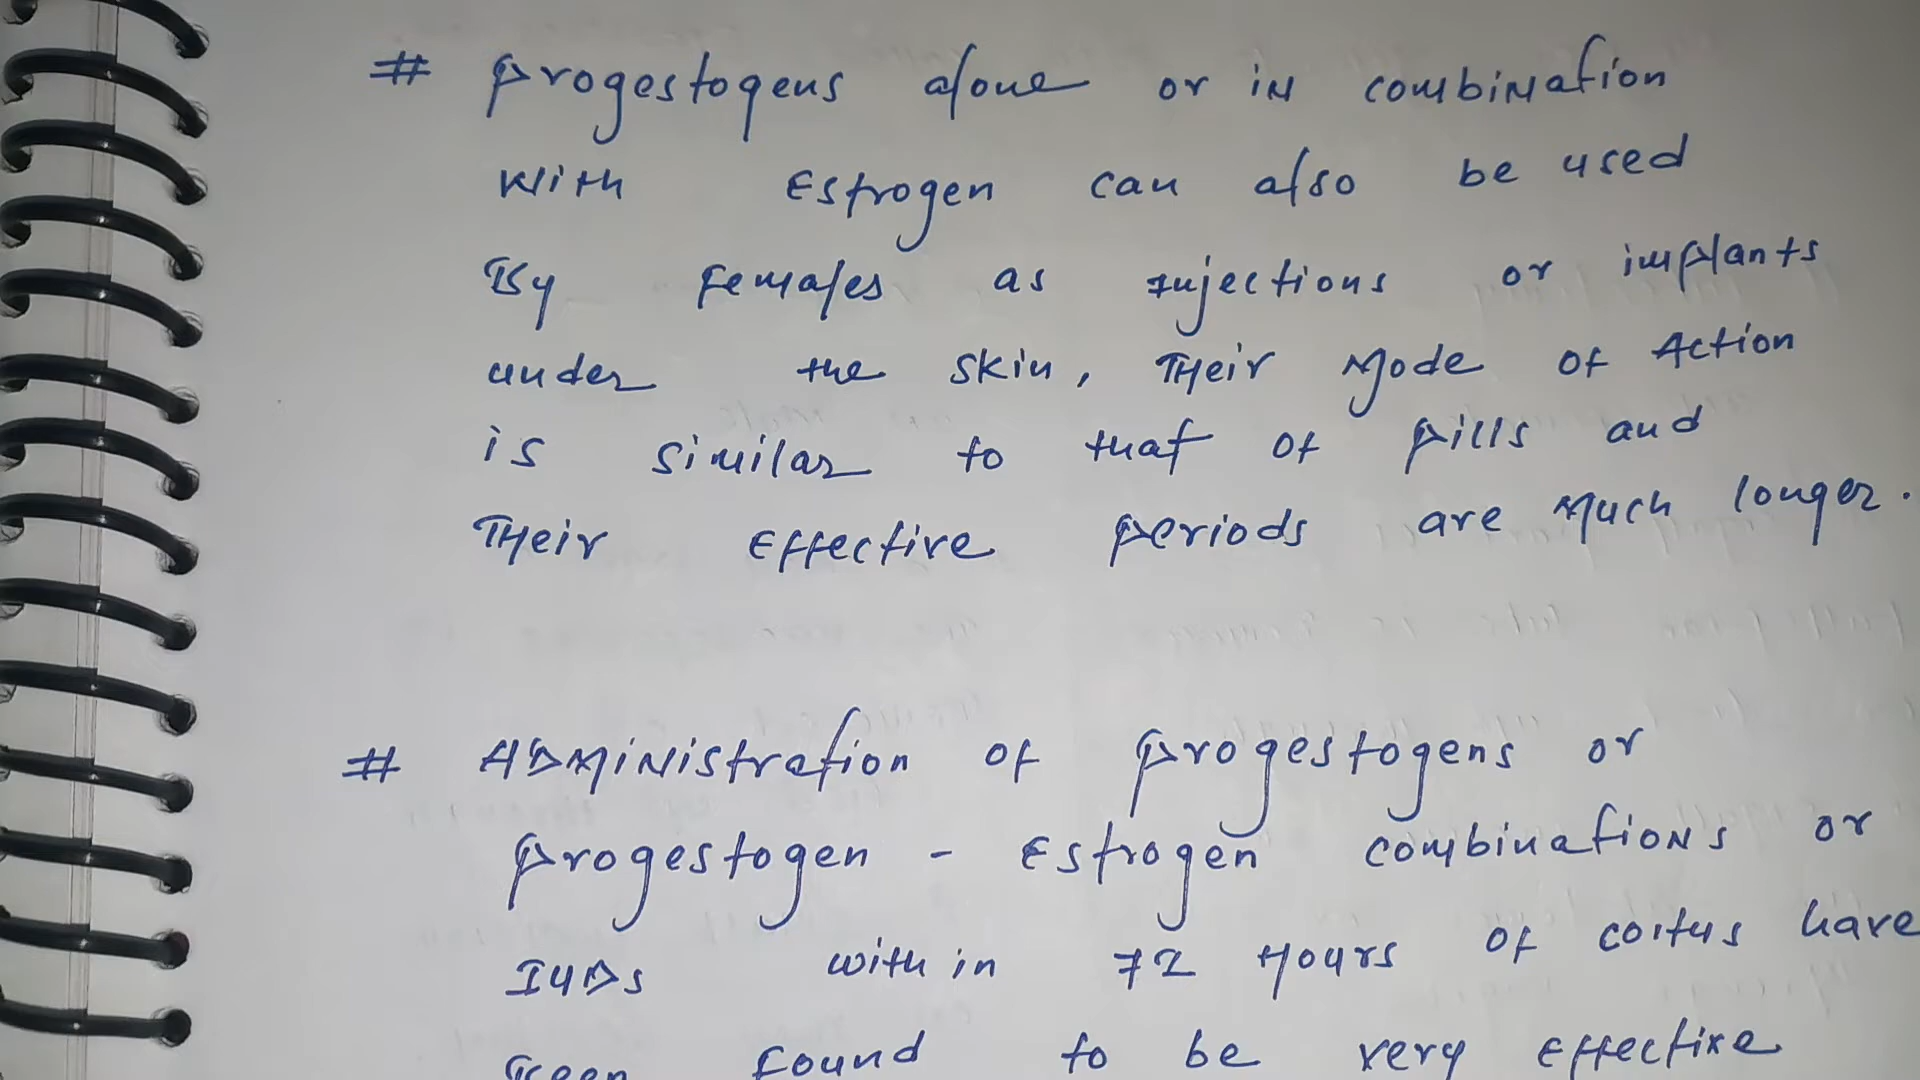 # Progestogens alone or in combination
with Estrogen can also be used
By Females as Injections or implants
under the skin, Their Mode of Action
is similar to that of pills and
Their Effective periods are Much longer.
# ADMINistration of progestogens or
progestogen - Estrogen combinations or
IUDs with in 72 Hours of coitus have
Been found to be very Effective